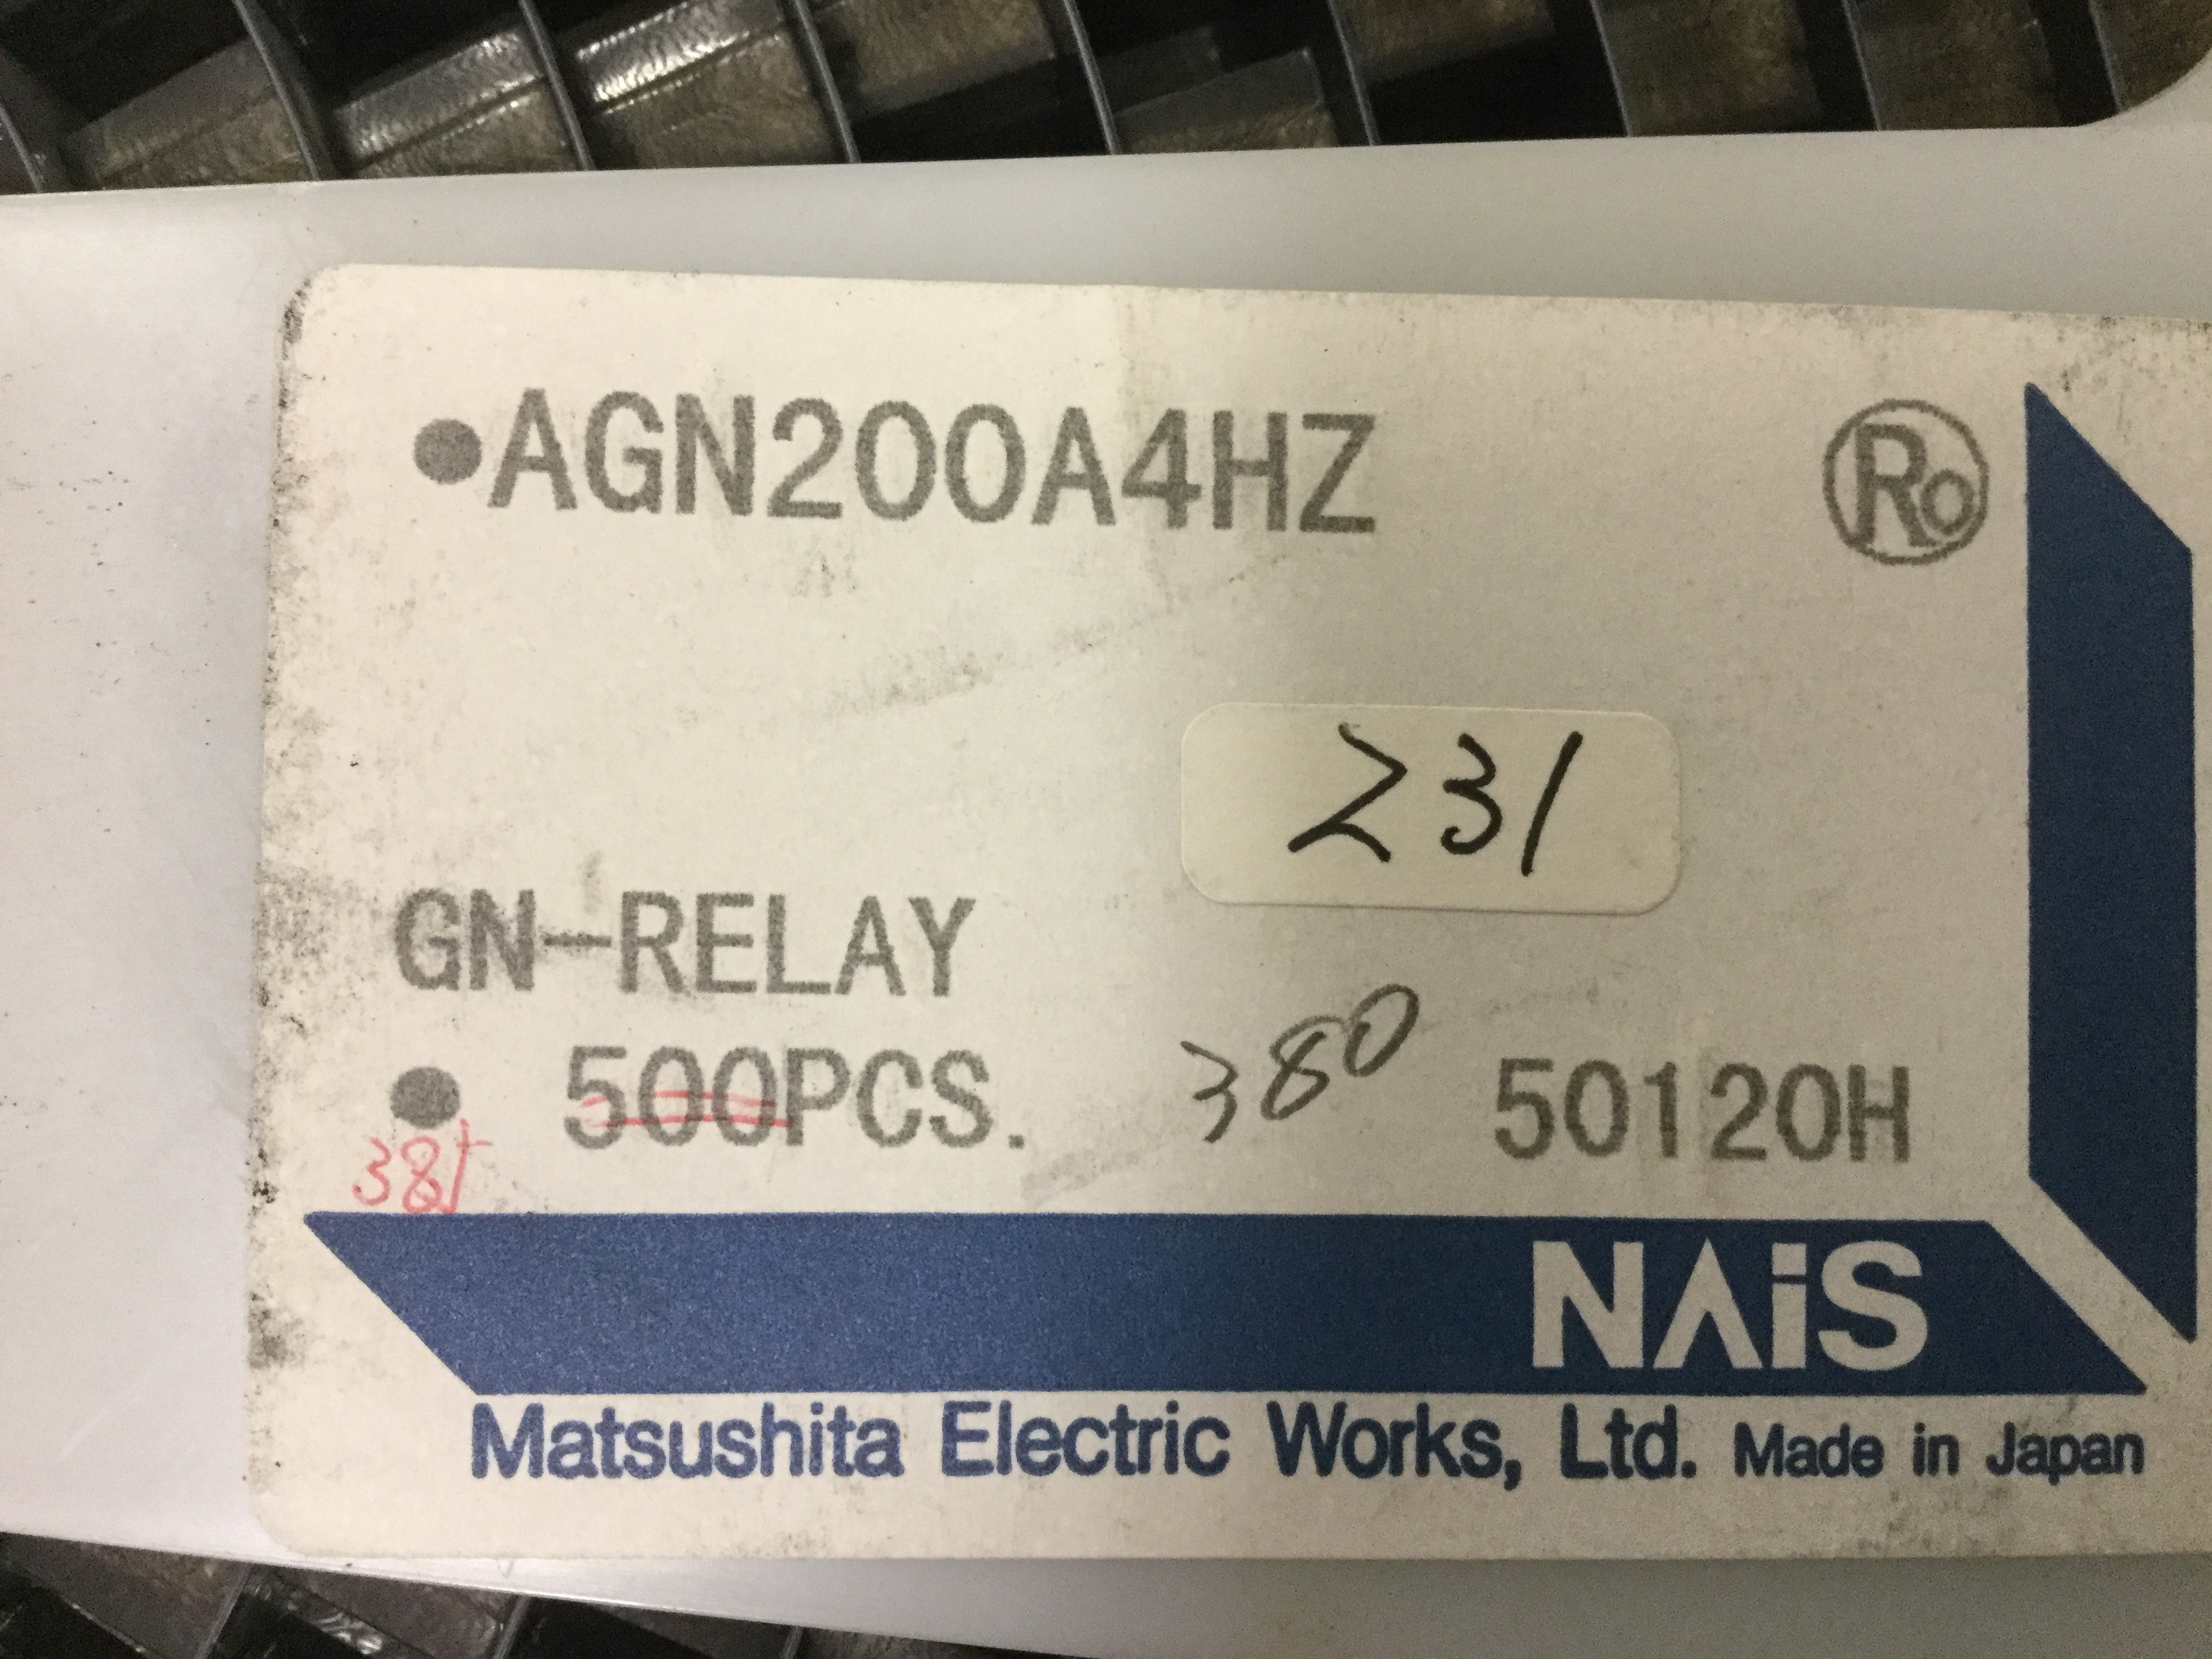 ●AGN200A4HZ
Ro
231
GN-RELAY
● 500PCS.
380
50120H
381
NAiS
Matsushita Electric Works, Ltd. Made in Japan